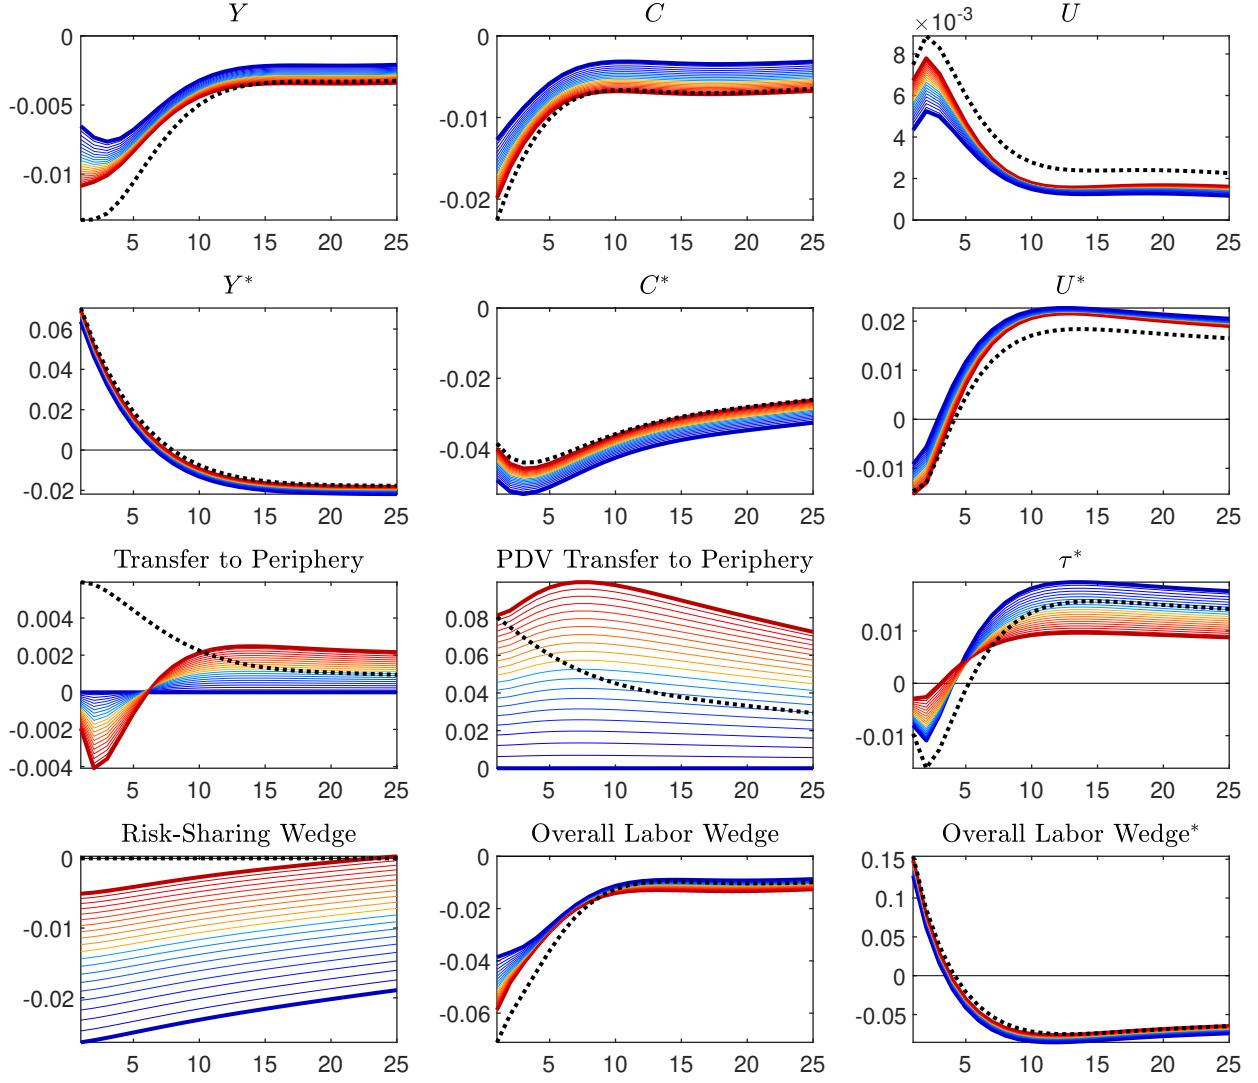 Y
0
-0.005
-0.01
5 10 15 20 25
C
0
-0.01
-0.02
5 10 15 20 25
U
×10⁻³
8
6
4
2
0
5 10 15 20 25
Y*
0.06
0.04
0.02
0
-0.02
5 10 15 20 25
C*
0
-0.02
-0.04
5 10 15 20 25
U*
0.02
0.01
0
-0.01
5 10 15 20 25
Transfer to Periphery
0.004
0.002
0
-0.002
-0.004
5 10 15 20 25
PDV Transfer to Periphery
0.08
0.06
0.04
0.02
0
5 10 15 20 25
τ*
0.01
0
-0.01
5 10 15 20 25
Risk-Sharing Wedge
0
-0.01
-0.02
5 10 15 20 25
Overall Labor Wedge
0
-0.02
-0.04
-0.06
5 10 15 20 25
Overall Labor Wedge*
0.15
0.10
0.05
0
-0.05
5 10 15 20 25